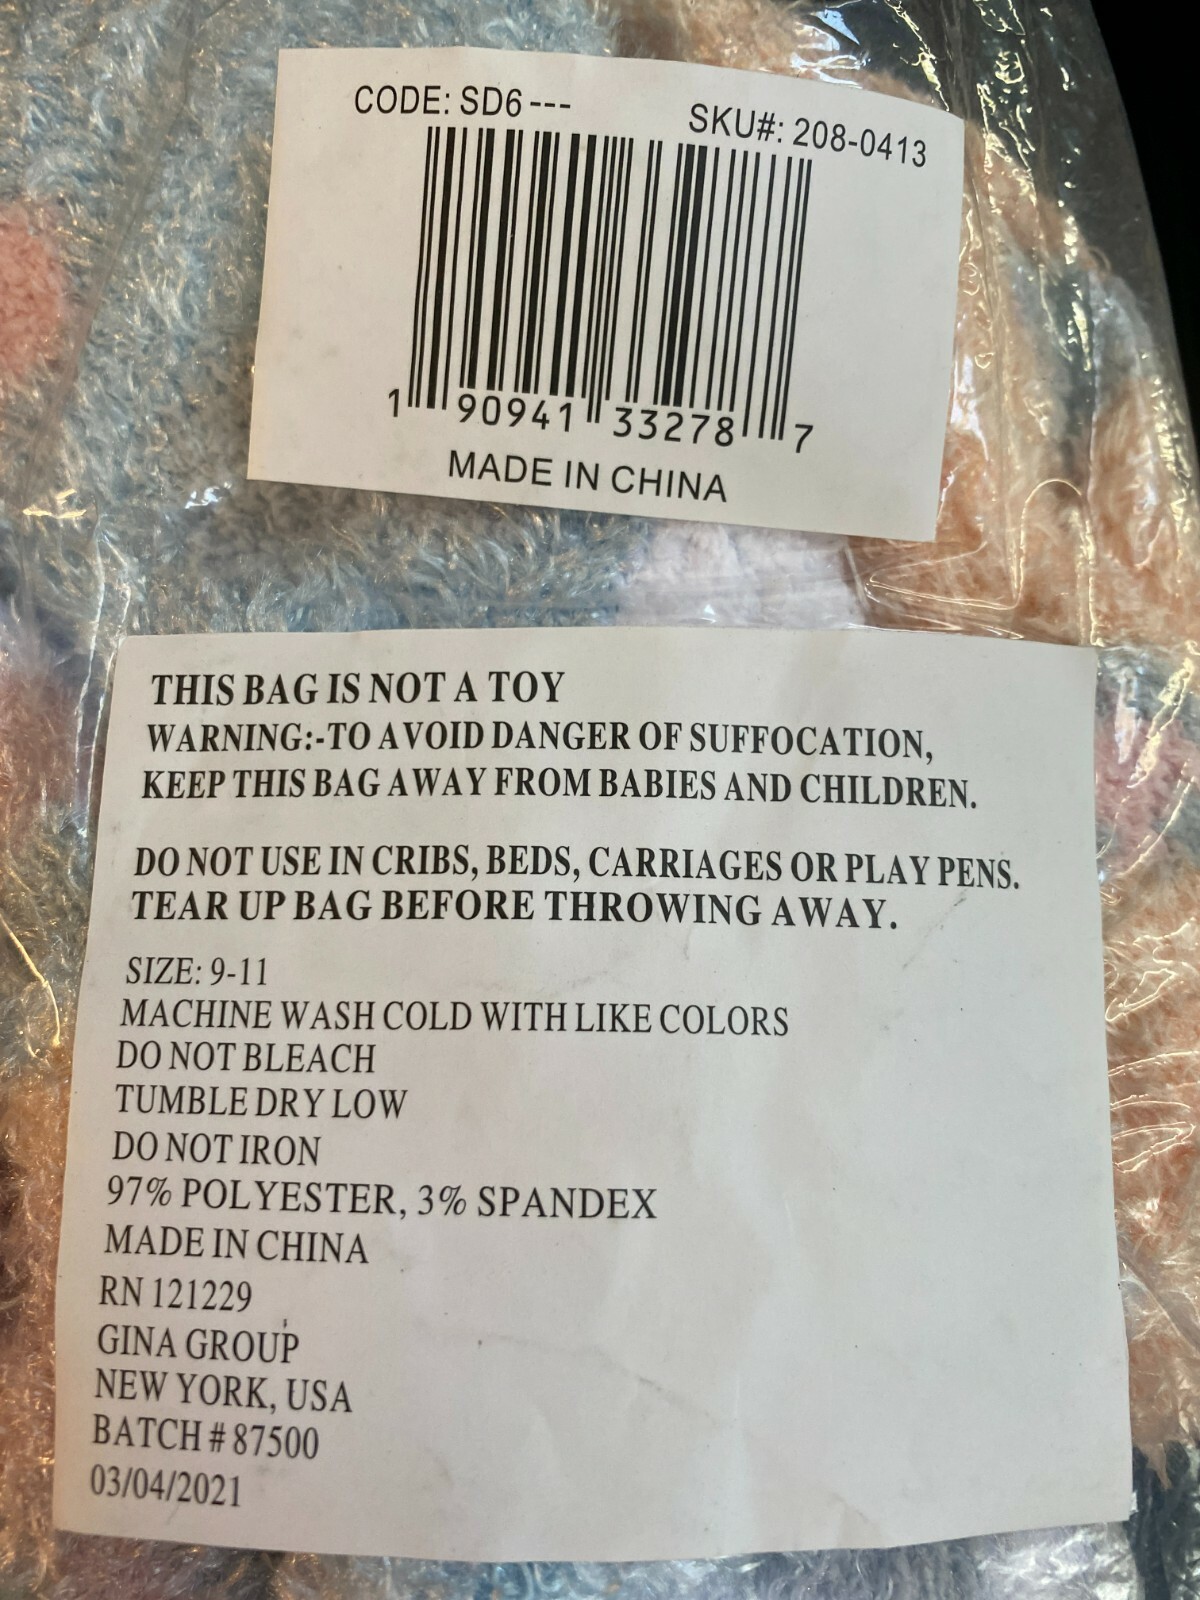 CODE: SD6---
SKU#: 208-0413
1 90941 33278 7
MADE IN CHINA
THIS BAG IS NOT A TOY
WARNING:-TO AVOID DANGER OF SUFFOCATION,
KEEP THIS BAG AWAY FROM BABIES AND CHILDREN.
DO NOT USE IN CRIBS, BEDS, CARRIAGES OR PLAY PENS.
TEAR UP BAG BEFORE THROWING AWAY.
SIZE: 9-11
MACHINE WASH COLD WITH LIKE COLORS
DO NOT BLEACH
TUMBLE DRY LOW
DO NOT IRON
97% POLYESTER, 3% SPANDEX
MADE IN CHINA
RN 121229
GINA GROUP
NEW YORK, USA
BATCH # 87500
03/04/2021